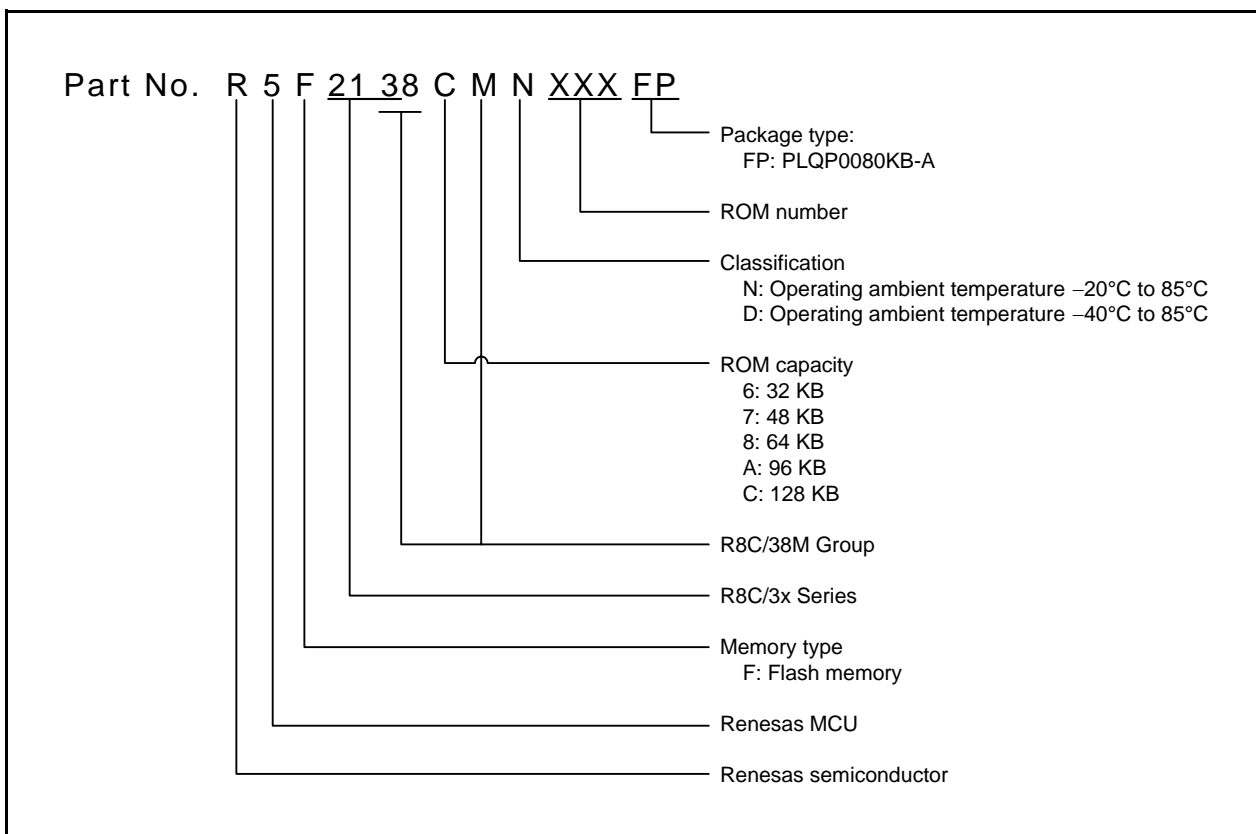 Part No. R 5 F 21 38 C M N XXX FP
Package type:
FP: PLQP0080KB-A
ROM number
Classification
N: Operating ambient temperature −20°C to 85°C
D: Operating ambient temperature −40°C to 85°C
ROM capacity
6: 32 KB
7: 48 KB
8: 64 KB
A: 96 KB
C: 128 KB
R8C/38M Group
R8C/3x Series
Memory type
F: Flash memory
Renesas MCU
Renesas semiconductor